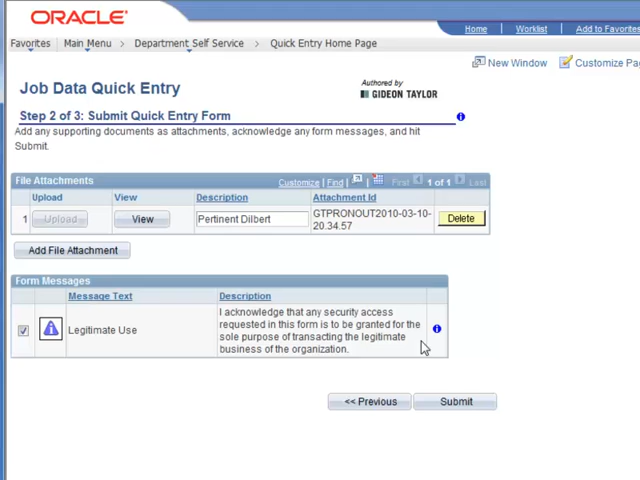 ORACLE
Home Worklist Add to Favorites
Favorites Main Menu > Department Self Service > Quick Entry Home Page
New Window Customize Pa
Job Data Quick Entry
Authored by
GIDEON TAYLOR
Step 2 of 3: Submit Quick Entry Form
Add any supporting documents as attachments, acknowledge any form messages, and hit
Submit.
File Attachments
Customize | Find | First 1 of 1 Last
Upload View Description Attachment Id
1 Upload View Pertinent Dilbert GTPRONOUT2010-03-10-
20.34.57 Delete
Add File Attachment
Form Messages
Message Text Description
Legitimate Use
I acknowledge that any security access
requested in this form is to be granted for the
sole purpose of transacting the legitimate
business of the organization.
<< Previous Submit